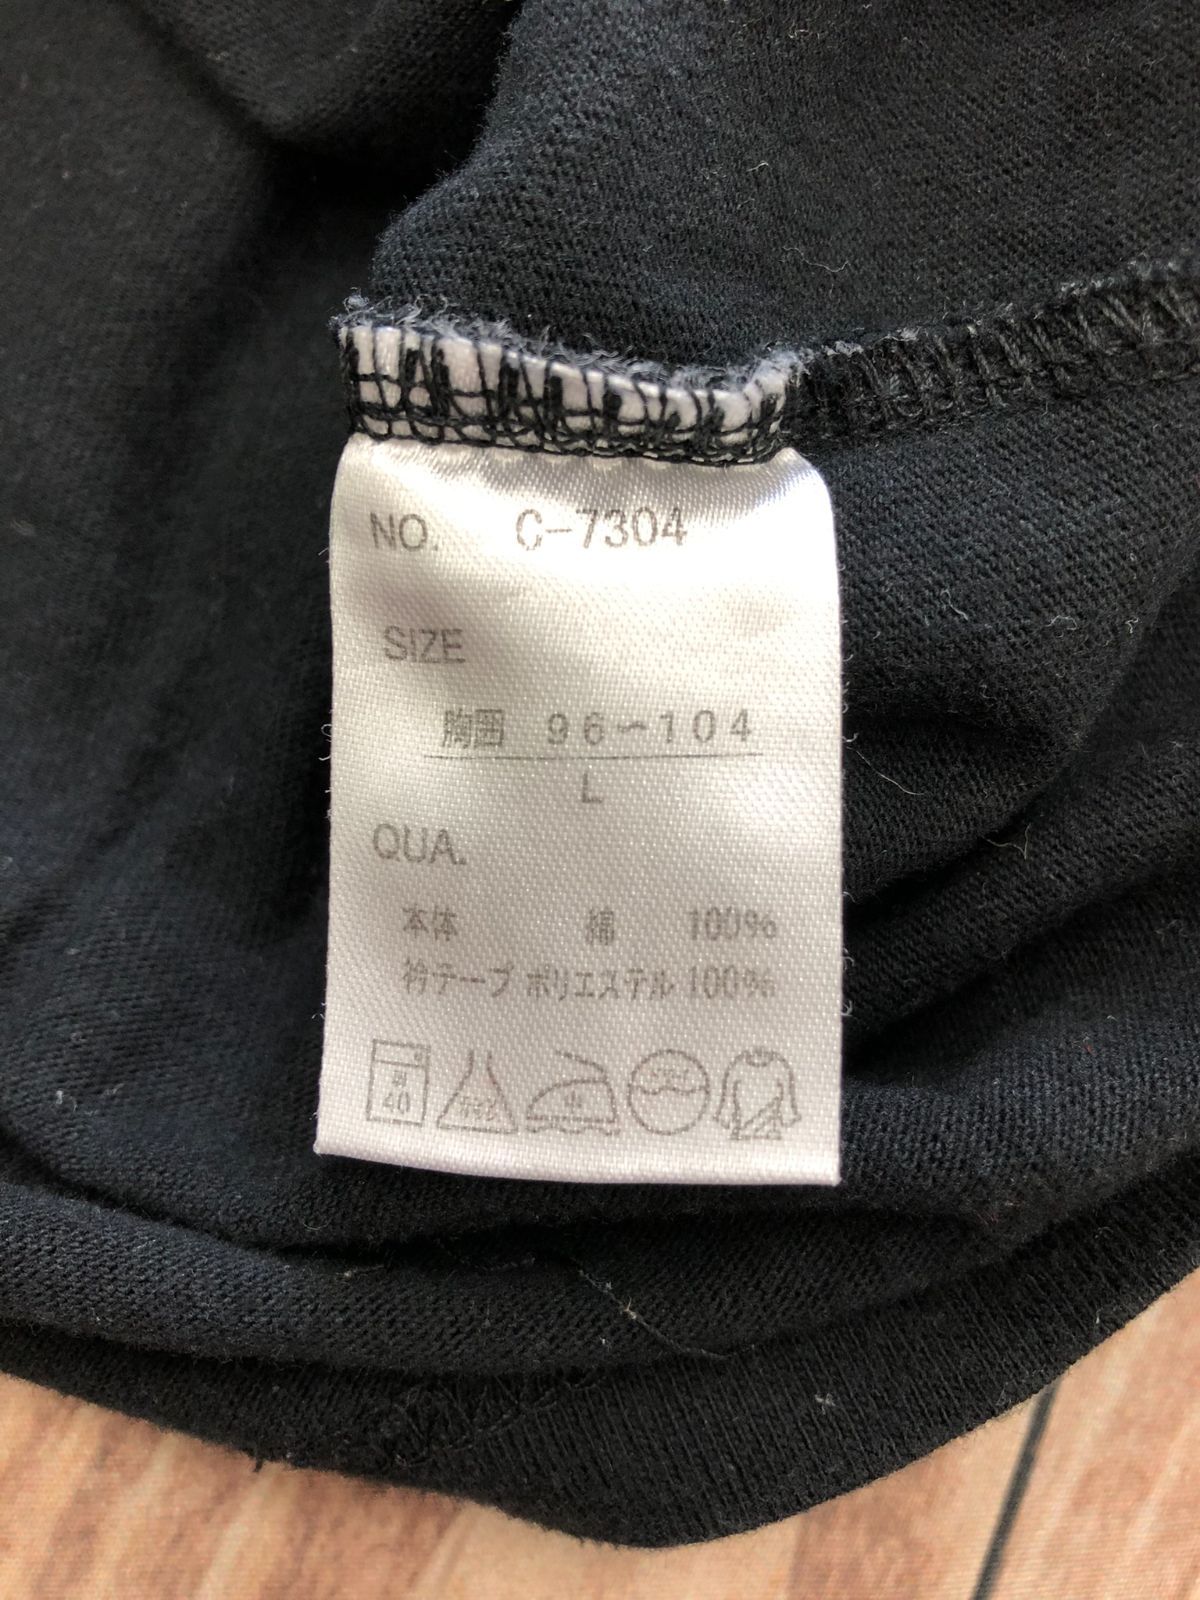 NO. C-7304
SIZE
胸囲 96〜104
L
QUA.
本体 綿 100%
衿テープ ポリエステル 100%
40 中